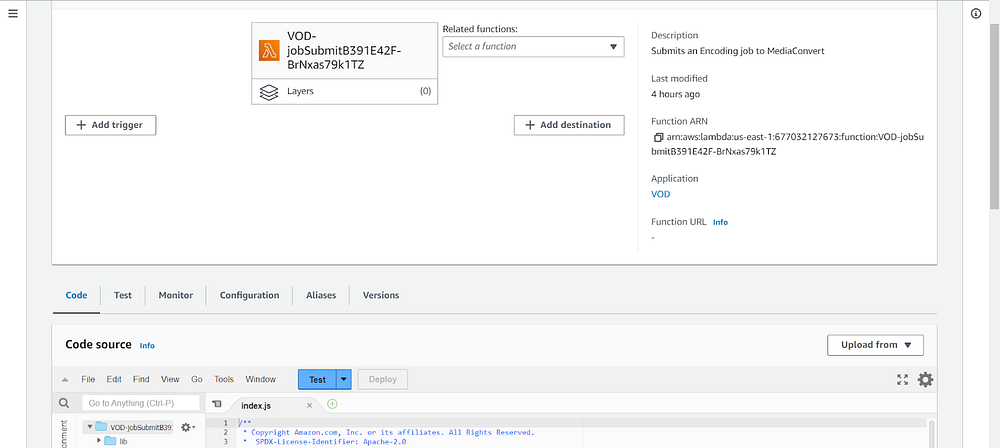 VOD-
jobSubmitB391E42F-
BrNxas79k1TZ
Layers
(0)
Related functions:
Select a function
+ Add trigger
+ Add destination
Description
Submits an Encoding job to MediaConvert
Last modified
4 hours ago
Function ARN
arn:aws:lambda:us-east-1:677032127673:function:VOD-jobSu
bmitB391E42F-BrNxas79k1TZ
Application
VOD
Function URL Info
-
Code Test Monitor Configuration Aliases Versions
Code source Info
Upload from
File Edit Find View Go Tools Window Test Deploy
Go to Anything (Ctrl-P)
index.js
VOD-jobSubmitB39
lib
1 /**
2 * Copyright Amazon.com, Inc. or its affiliates. All Rights Reserved.
3 * SPDX-License-Identifier: Apache-2.0